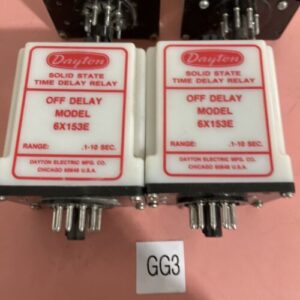 Dayton
SOLID STATE
TIME DELAY RELAY
OFF DELAY
MODEL
6X153E
RANGE: .1-10 SEC.
DAYTON ELECTRIC MFG. CO.
CHICAGO 60648 U.S.A.
Dayton
SOLID STATE
TIME DELAY RELAY
OFF DELAY
MODEL
6X153E
RANGE: .1-10 SEC.
DAYTON ELECTRIC MFG. CO.
CHICAGO 60648 U.S.A.
GG3